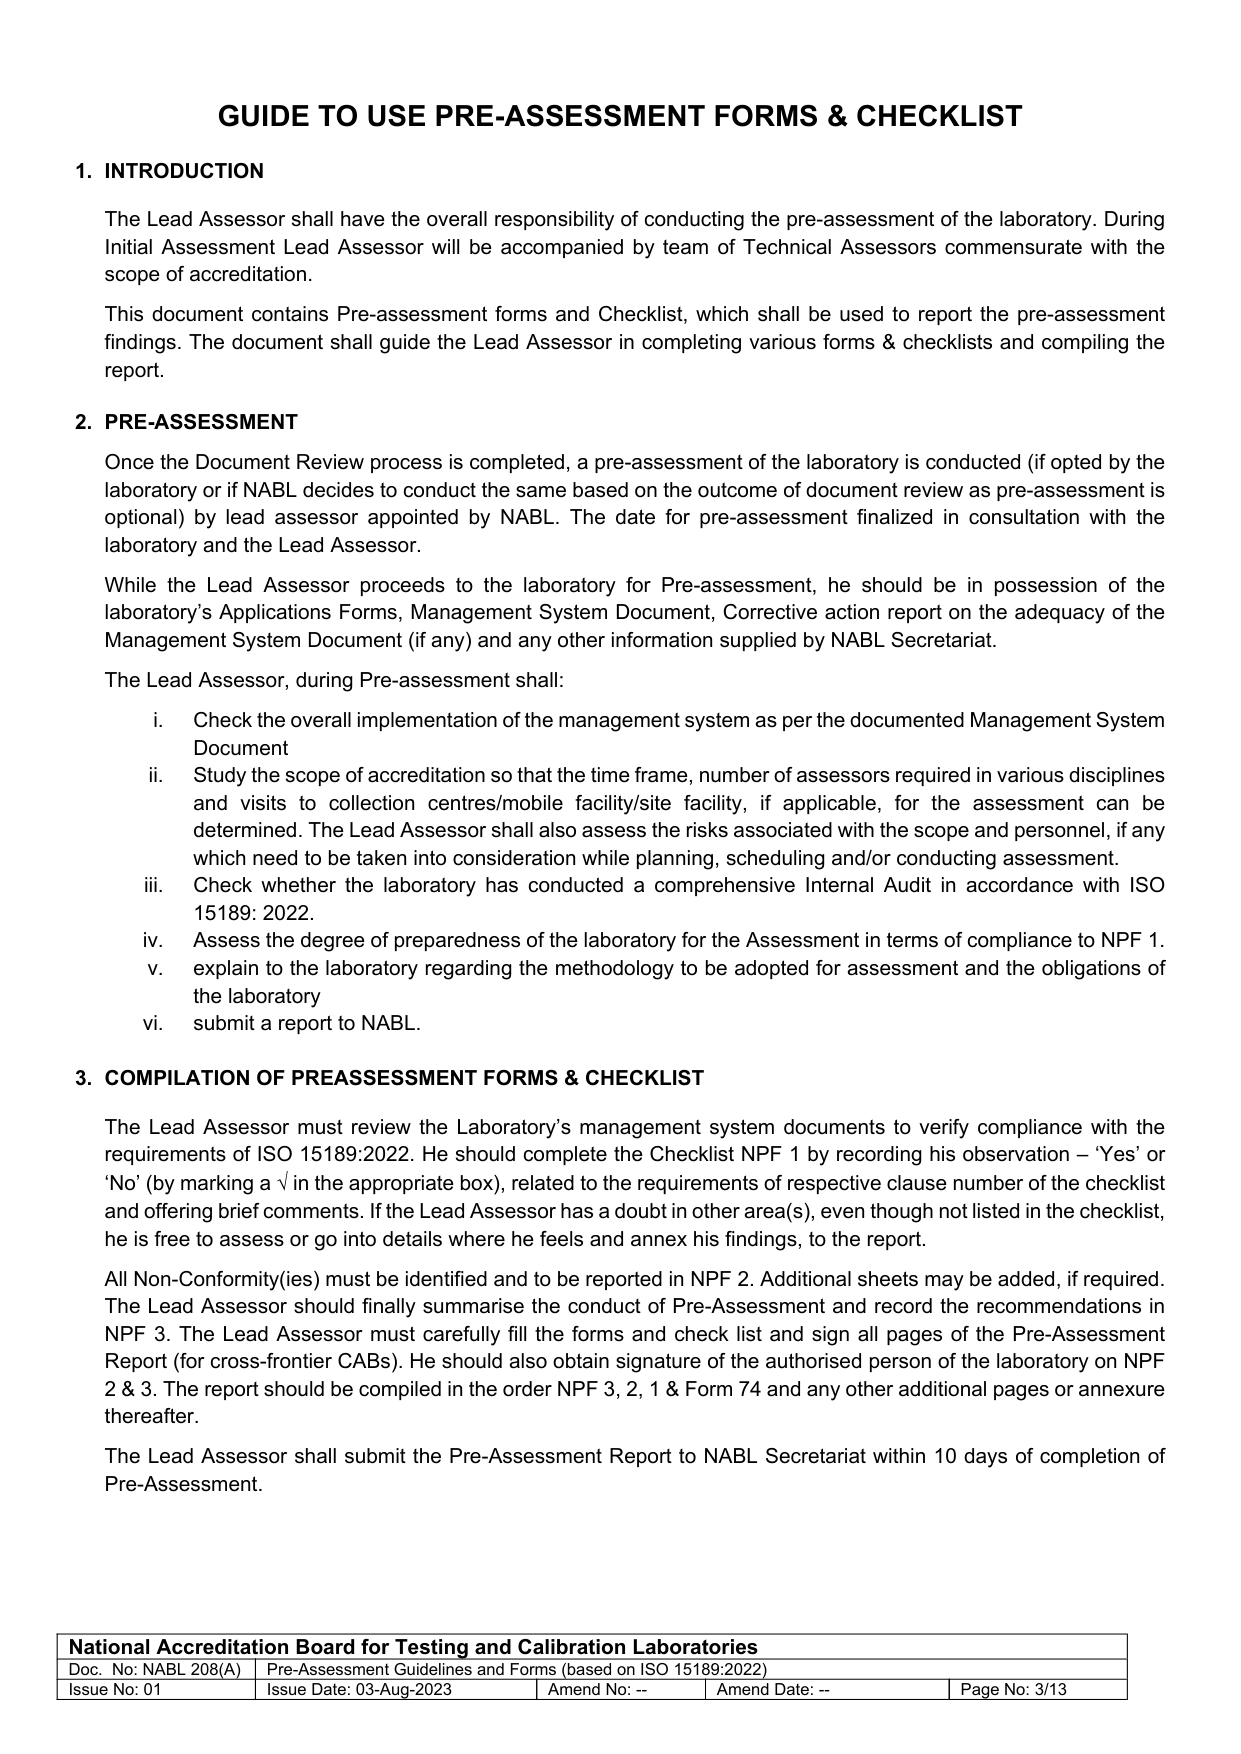 GUIDE TO USE PRE-ASSESSMENT FORMS & CHECKLIST
1. INTRODUCTION
The Lead Assessor shall have the overall responsibility of conducting the pre-assessment of the laboratory. During
Initial Assessment Lead Assessor will be accompanied by team of Technical Assessors commensurate with the
scope of accreditation.
This document contains Pre-assessment forms and Checklist, which shall be used to report the pre-assessment
findings. The document shall guide the Lead Assessor in completing various forms & checklists and compiling the
report.
2. PRE-ASSESSMENT
Once the Document Review process is completed, a pre-assessment of the laboratory is conducted (if opted by the
laboratory or if NABL decides to conduct the same based on the outcome of document review as pre-assessment is
optional) by lead assessor appointed by NABL. The date for pre-assessment finalized in consultation with the
laboratory and the Lead Assessor.
While the Lead Assessor proceeds to the laboratory for Pre-assessment, he should be in possession of the
laboratory’s Applications Forms, Management System Document, Corrective action report on the adequacy of the
Management System Document (if any) and any other information supplied by NABL Secretariat.
The Lead Assessor, during Pre-assessment shall:
i. Check the overall implementation of the management system as per the documented Management System
Document
ii. Study the scope of accreditation so that the time frame, number of assessors required in various disciplines
and visits to collection centres/mobile facility/site facility, if applicable, for the assessment can be
determined. The Lead Assessor shall also assess the risks associated with the scope and personnel, if any
which need to be taken into consideration while planning, scheduling and/or conducting assessment.
iii. Check whether the laboratory has conducted a comprehensive Internal Audit in accordance with ISO
15189: 2022.
iv. Assess the degree of preparedness of the laboratory for the Assessment in terms of compliance to NPF 1.
v. explain to the laboratory regarding the methodology to be adopted for assessment and the obligations of
the laboratory
vi. submit a report to NABL.
3. COMPILATION OF PREASSESSMENT FORMS & CHECKLIST
The Lead Assessor must review the Laboratory’s management system documents to verify compliance with the
requirements of ISO 15189:2022. He should complete the Checklist NPF 1 by recording his observation – ‘Yes’ or
‘No’ (by marking a √ in the appropriate box), related to the requirements of respective clause number of the checklist
and offering brief comments. If the Lead Assessor has a doubt in other area(s), even though not listed in the checklist,
he is free to assess or go into details where he feels and annex his findings, to the report.
All Non-Conformity(ies) must be identified and to be reported in NPF 2. Additional sheets may be added, if required.
The Lead Assessor should finally summarise the conduct of Pre-Assessment and record the recommendations in
NPF 3. The Lead Assessor must carefully fill the forms and check list and sign all pages of the Pre-Assessment
Report (for cross-frontier CABs). He should also obtain signature of the authorised person of the laboratory on NPF
2 & 3. The report should be compiled in the order NPF 3, 2, 1 & Form 74 and any other additional pages or annexure
thereafter.
The Lead Assessor shall submit the Pre-Assessment Report to NABL Secretariat within 10 days of completion of
Pre-Assessment.
National Accreditation Board for Testing and Calibration Laboratories
Doc. No: NABL 208(A) Pre-Assessment Guidelines and Forms (based on ISO 15189:2022)
Issue No: 01 Issue Date: 03-Aug-2023 Amend No: -- Amend Date: -- Page No: 3/13